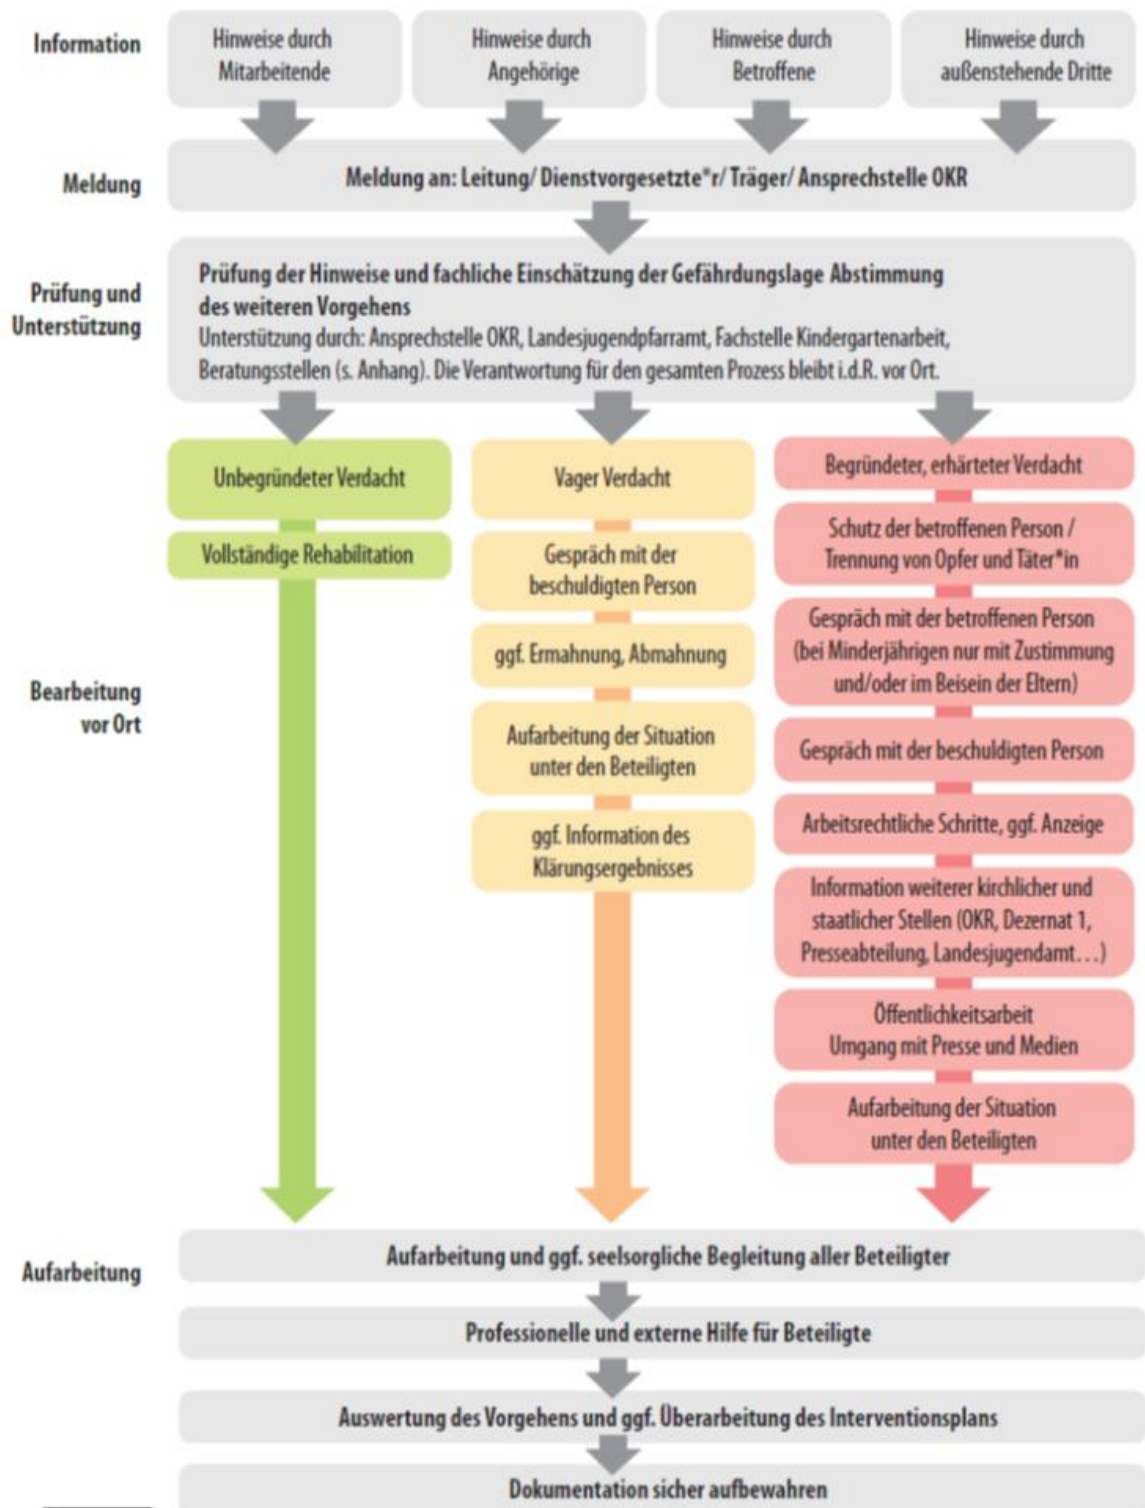 Information
Hinweise durch
Mitarbeitende
Hinweise durch
Angehörige
Hinweise durch
Betroffene
Hinweise durch
außenstehende Dritte
Meldung
Meldung an: Leitung/ Dienstvorgesetzte*r/ Träger/ Ansprechstelle OKR
Prüfung und
Unterstützung
Prüfung der Hinweise und fachliche Einschätzung der Gefährdungslage Abstimmung
des weiteren Vorgehens
Unterstützung durch: Ansprechstelle OKR, Landesjugendpfarramt, Fachstelle Kindergartenarbeit,
Beratungsstellen (s. Anhang). Die Verantwortung für den gesamten Prozess bleibt i.d.R. vor Ort.
Bearbeitung
vor Ort
Unbegründeter Verdacht
Vollständige Rehabilitation
Vager Verdacht
Gespräch mit der
beschuldigten Person
ggf. Ermahnung, Abmahnung
Aufarbeitung der Situation
unter den Beteiligten
ggf. Information des
Klärungsergebnisses
Begründeter, erhärteter Verdacht
Schutz der betroffenen Person /
Trennung von Opfer und Täter*in
Gespräch mit der betroffenen Person
(bei Minderjährigen nur mit Zustimmung
und/oder im Beisein der Eltern)
Gespräch mit der beschuldigten Person
Arbeitsrechtliche Schritte, ggf. Anzeige
Information weiterer kirchlicher und
staatlicher Stellen (OKR, Dezernat 1,
Presseabteilung, Landesjugendamt…)
Öffentlichkeitsarbeit
Umgang mit Presse und Medien
Aufarbeitung der Situation
unter den Beteiligten
Aufarbeitung
Aufarbeitung und ggf. seelsorgliche Begleitung aller Beteiligter
Professionelle und externe Hilfe für Beteiligte
Auswertung des Vorgehens und ggf. Überarbeitung des Interventionsplans
Dokumentation sicher aufbewahren